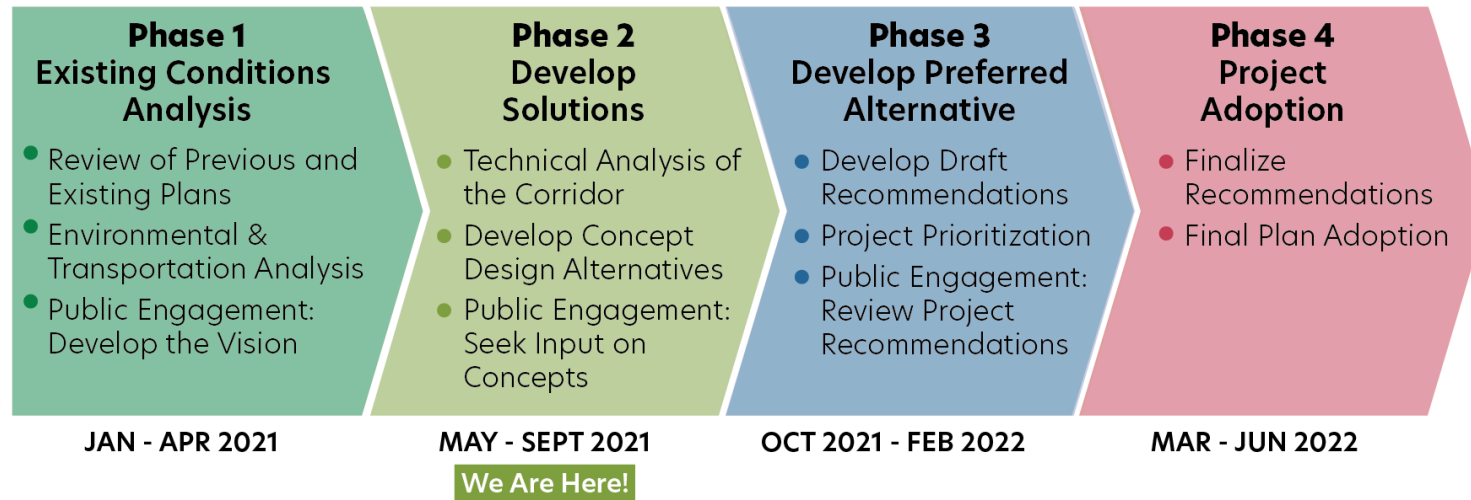 Phase 1
Existing Conditions
Analysis
• Review of Previous and
Existing Plans
• Environmental &
Transportation Analysis
• Public Engagement:
Develop the Vision
JAN - APR 2021
Phase 2
Develop
Solutions
• Technical Analysis of
the Corridor
• Develop Concept
Design Alternatives
• Public Engagement:
Seek Input on
Concepts
MAY - SEPT 2021
We Are Here!
Phase 3
Develop Preferred
Alternative
• Develop Draft
Recommendations
• Project Prioritization
• Public Engagement:
Review Project
Recommendations
OCT 2021 - FEB 2022
Phase 4
Project
Adoption
• Finalize
Recommendations
• Final Plan Adoption
MAR - JUN 2022